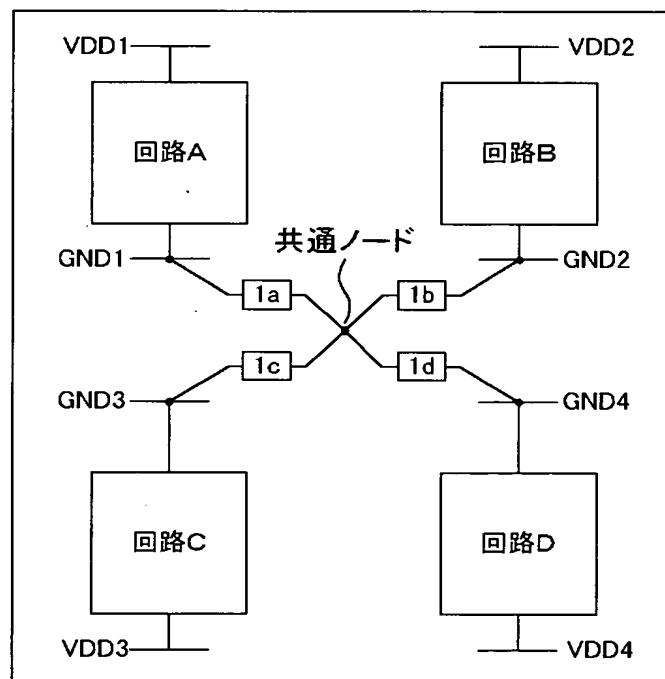 VDD1
VDD2
回路A
回路B
共通ノード
GND1
GND2
1a
1b
1c
1d
GND3
GND4
回路C
回路D
VDD3
VDD4